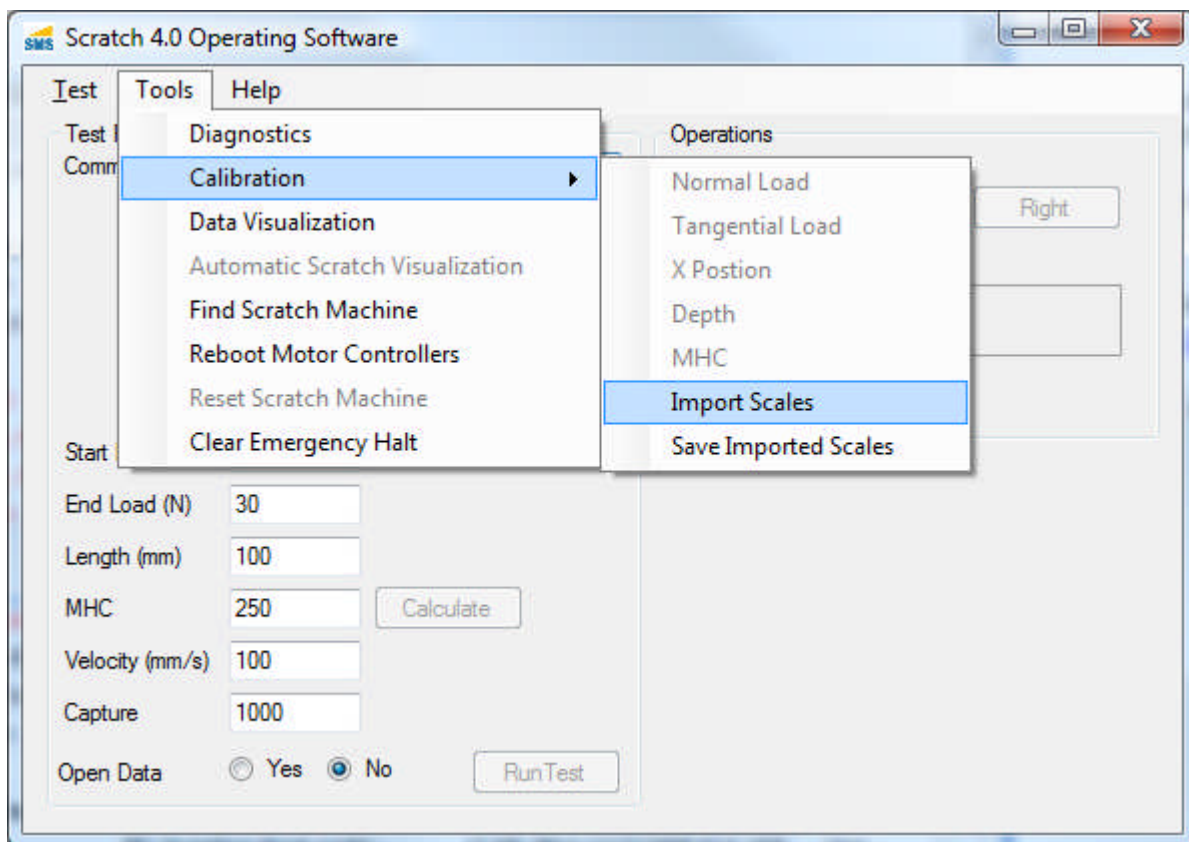 SMS Scratch 4.0 Operating Software
Test Tools Help
Test
Comm
Diagnostics
Calibration
Data Visualization
Automatic Scratch Visualization
Find Scratch Machine
Reboot Motor Controllers
Reset Scratch Machine
Clear Emergency Halt
Operations
Normal Load
Tangential Load
X Postion
Depth
MHC
Import Scales
Save Imported Scales
Right
Start
End Load (N) 30
Length (mm) 100
MHC 250 Calculate
Velocity (mm/s) 100
Capture 1000
Open Data Yes No RunTest